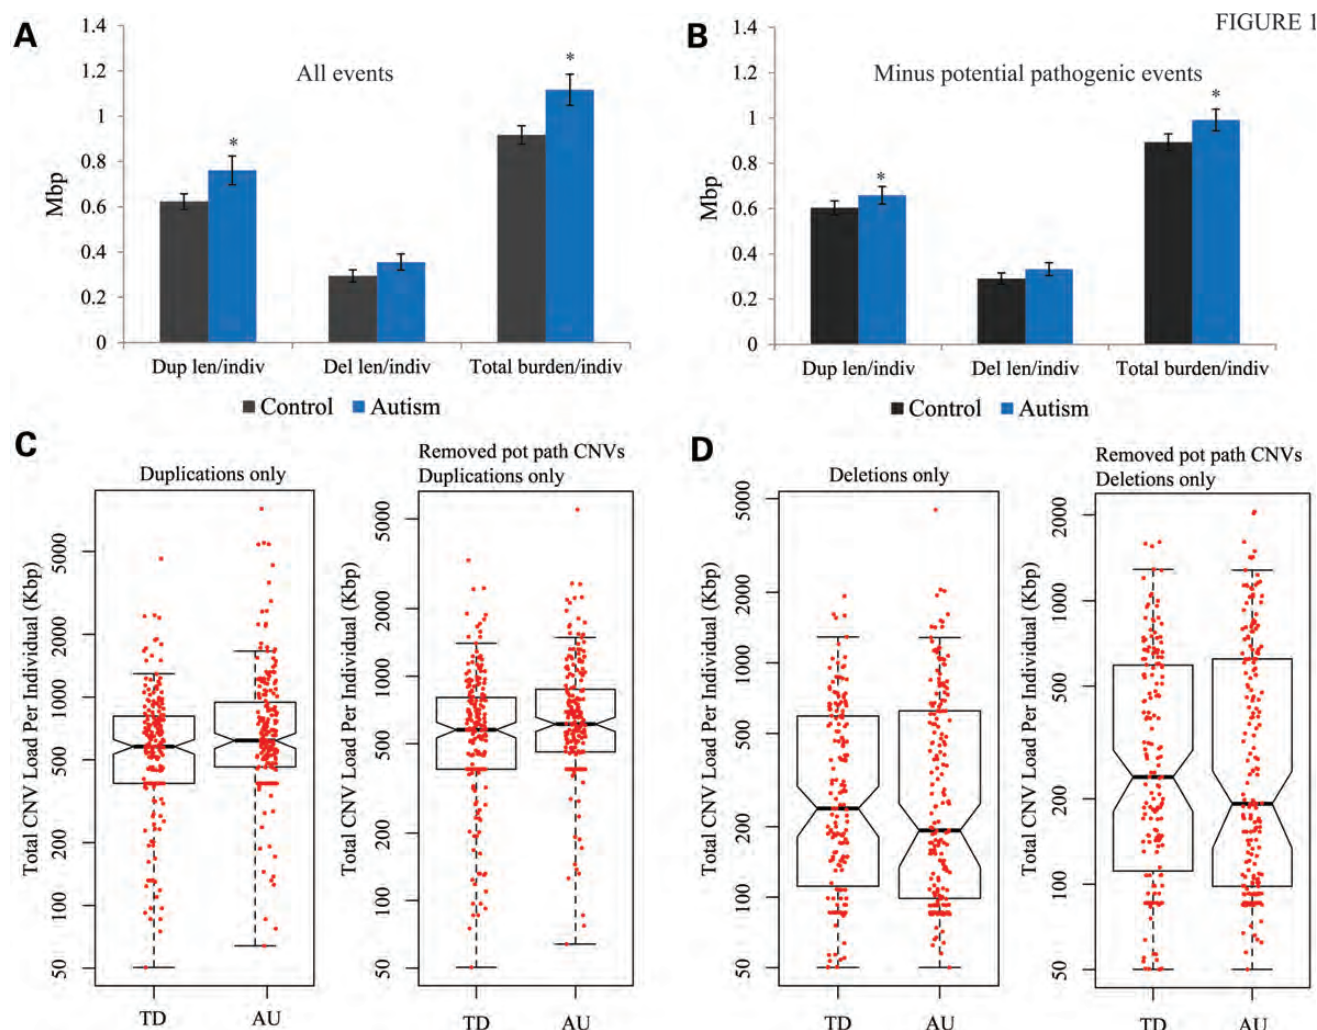 FIGURE 1
A
All events
1.4
1.2
1
0.8
0.6
0.4
0.2
0
Mbp
*
*
Dup len/indiv Del len/indiv Total burden/indiv
Control Autism
B
Minus potential pathogenic events
1.4
1.2
1
0.8
0.6
0.4
0.2
0
Mbp
*
*
Dup len/indiv Del len/indiv Total burden/indiv
Control Autism
C
Duplications only
Total CNV Load Per Individual (Kbp)
5000
2000
1000
500
200
100
50
TD AU
Removed pot path CNVs
Duplications only
Total CNV Load Per Individual (Kbp)
5000
2000
1000
500
200
100
50
TD AU
D
Deletions only
Total CNV Load Per Individual (Kbp)
5000
2000
1000
500
200
100
50
TD AU
Removed pot path CNVs
Deletions only
Total CNV Load Per Individual (Kbp)
2000
1000
500
200
100
50
TD AU